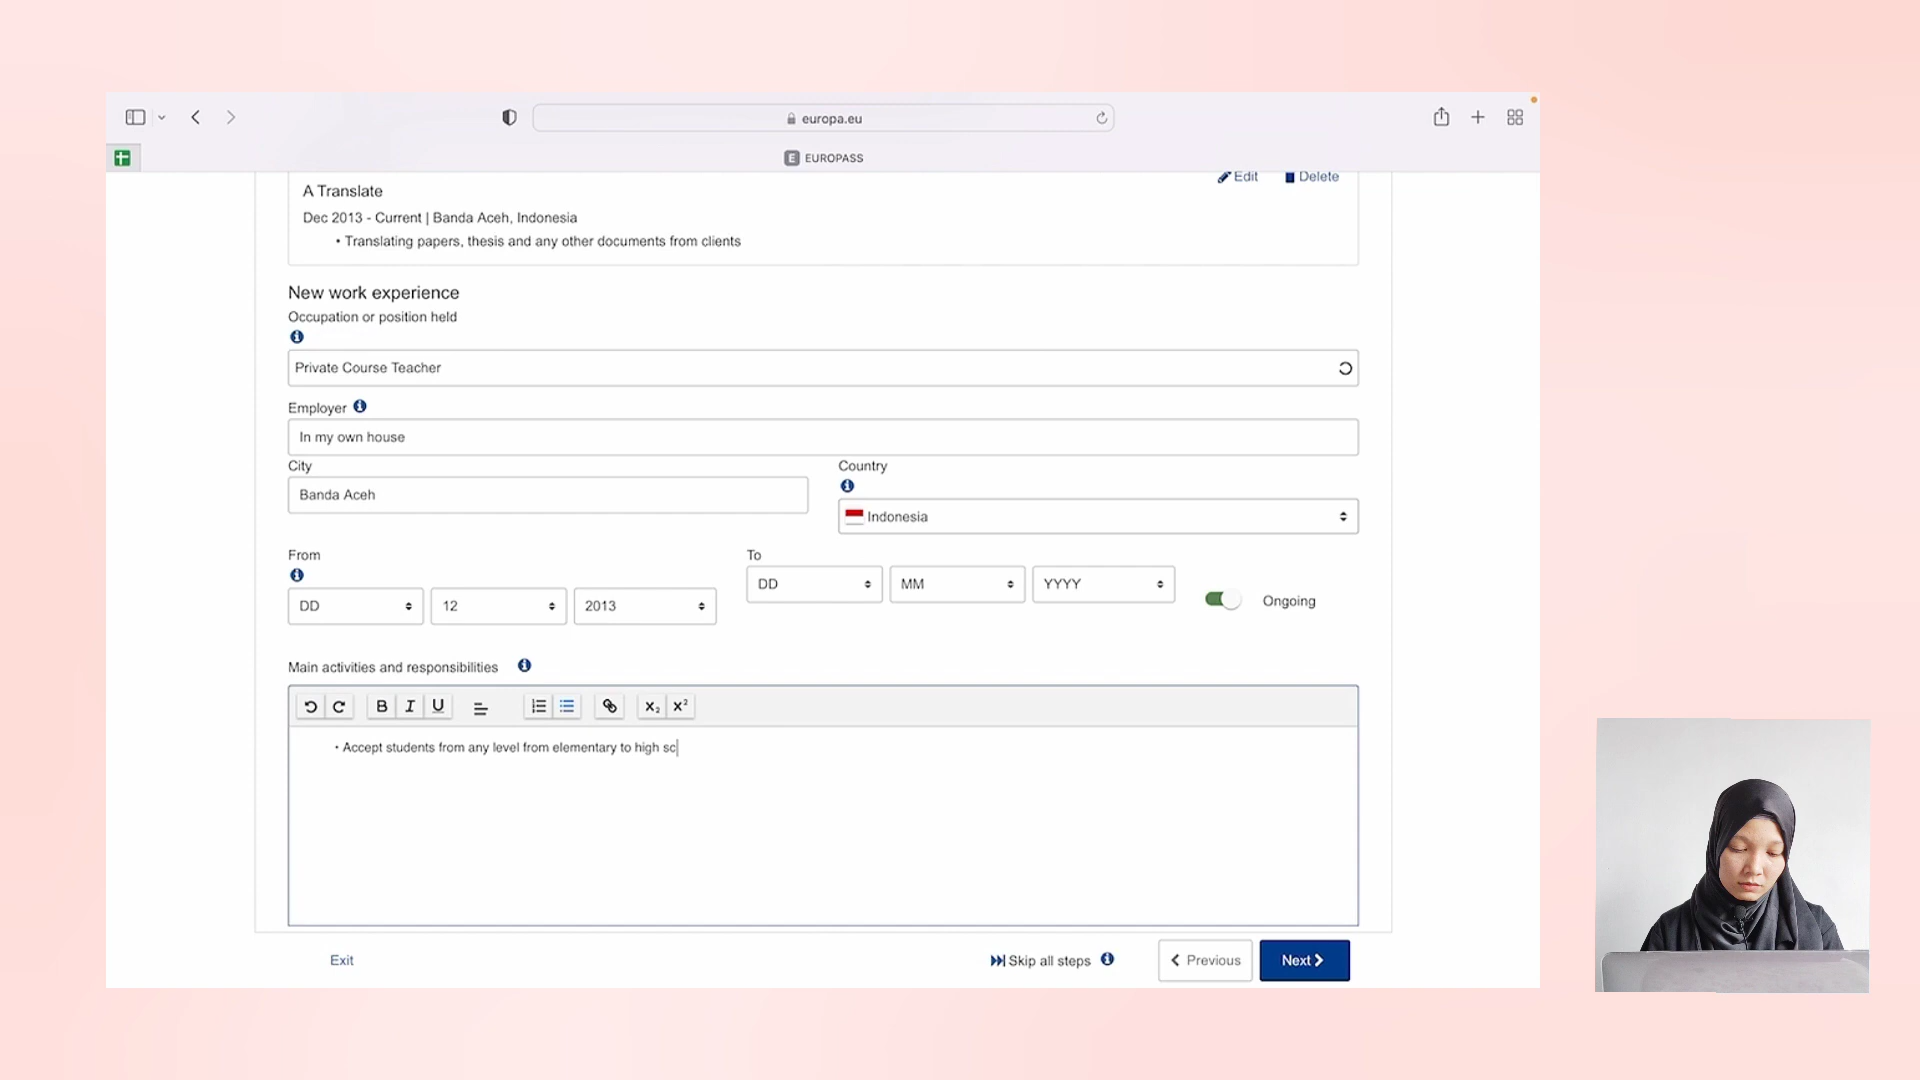 europa.eu
E EUROPASS
A Translate
Edit
Delete
Dec 2013 - Current | Banda Aceh, Indonesia
• Translating papers, thesis and any other documents from clients
New work experience
Occupation or position held
Private Course Teacher
Employer
In my own house
City
Country
Banda Aceh
Indonesia
From
To
DD
MM
YYYY
Ongoing
DD
12
2013
Main activities and responsibilities
B I U X₂ X²
• Accept students from any level from elementary to high sc
Exit
Skip all steps
Previous
Next